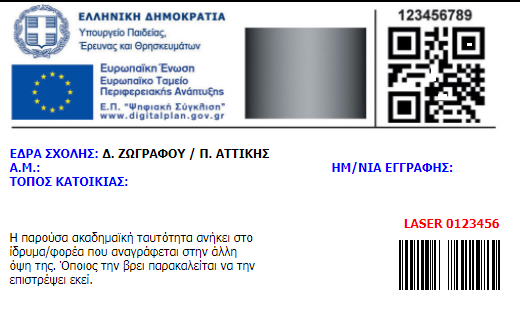 ΕΛΛΗΝΙΚΗ ΔΗΜΟΚΡΑΤΙΑ
Υπουργείο Παιδείας,
Έρευνας και Θρησκευμάτων
Ευρωπαϊκή Ένωση
Ευρωπαϊκό Ταμείο
Περιφερειακής Ανάπτυξης
Ε.Π. "Ψηφιακή Σύγκλιση"
www.digitalplan.gov.gr
123456789
ΕΔΡΑ ΣΧΟΛΗΣ: Δ. ΖΩΓΡΑΦΟΥ / Π. ΑΤΤΙΚΗΣ
Α.Μ.: ΗΜ/ΝΙΑ ΕΓΓΡΑΦΗΣ:
ΤΟΠΟΣ ΚΑΤΟΙΚΙΑΣ:
LASER 0123456
Η παρούσα ακαδημαϊκή ταυτότητα ανήκει στο
ίδρυμα/φορέα που αναγράφεται στην άλλη
όψη της. Όποιος την βρει παρακαλείται να την
επιστρέψει εκεί.